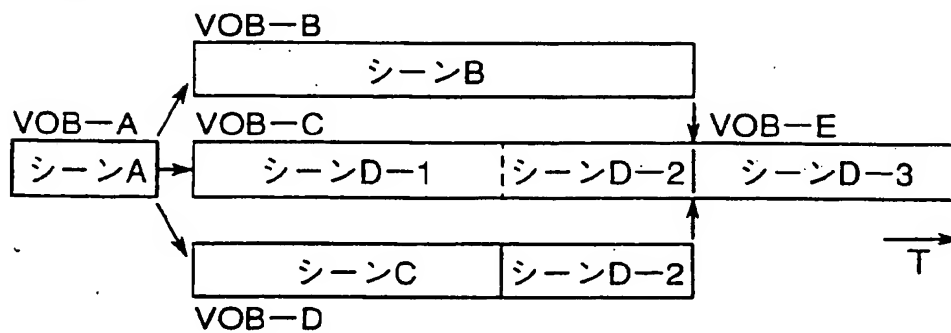 VOB—B
シーンB
VOB—A
VOB—C
VOB—E
シーンA
シーンD—1
シーンD—2
シーンD—3
シーンC
シーンD—2
T
VOB—D